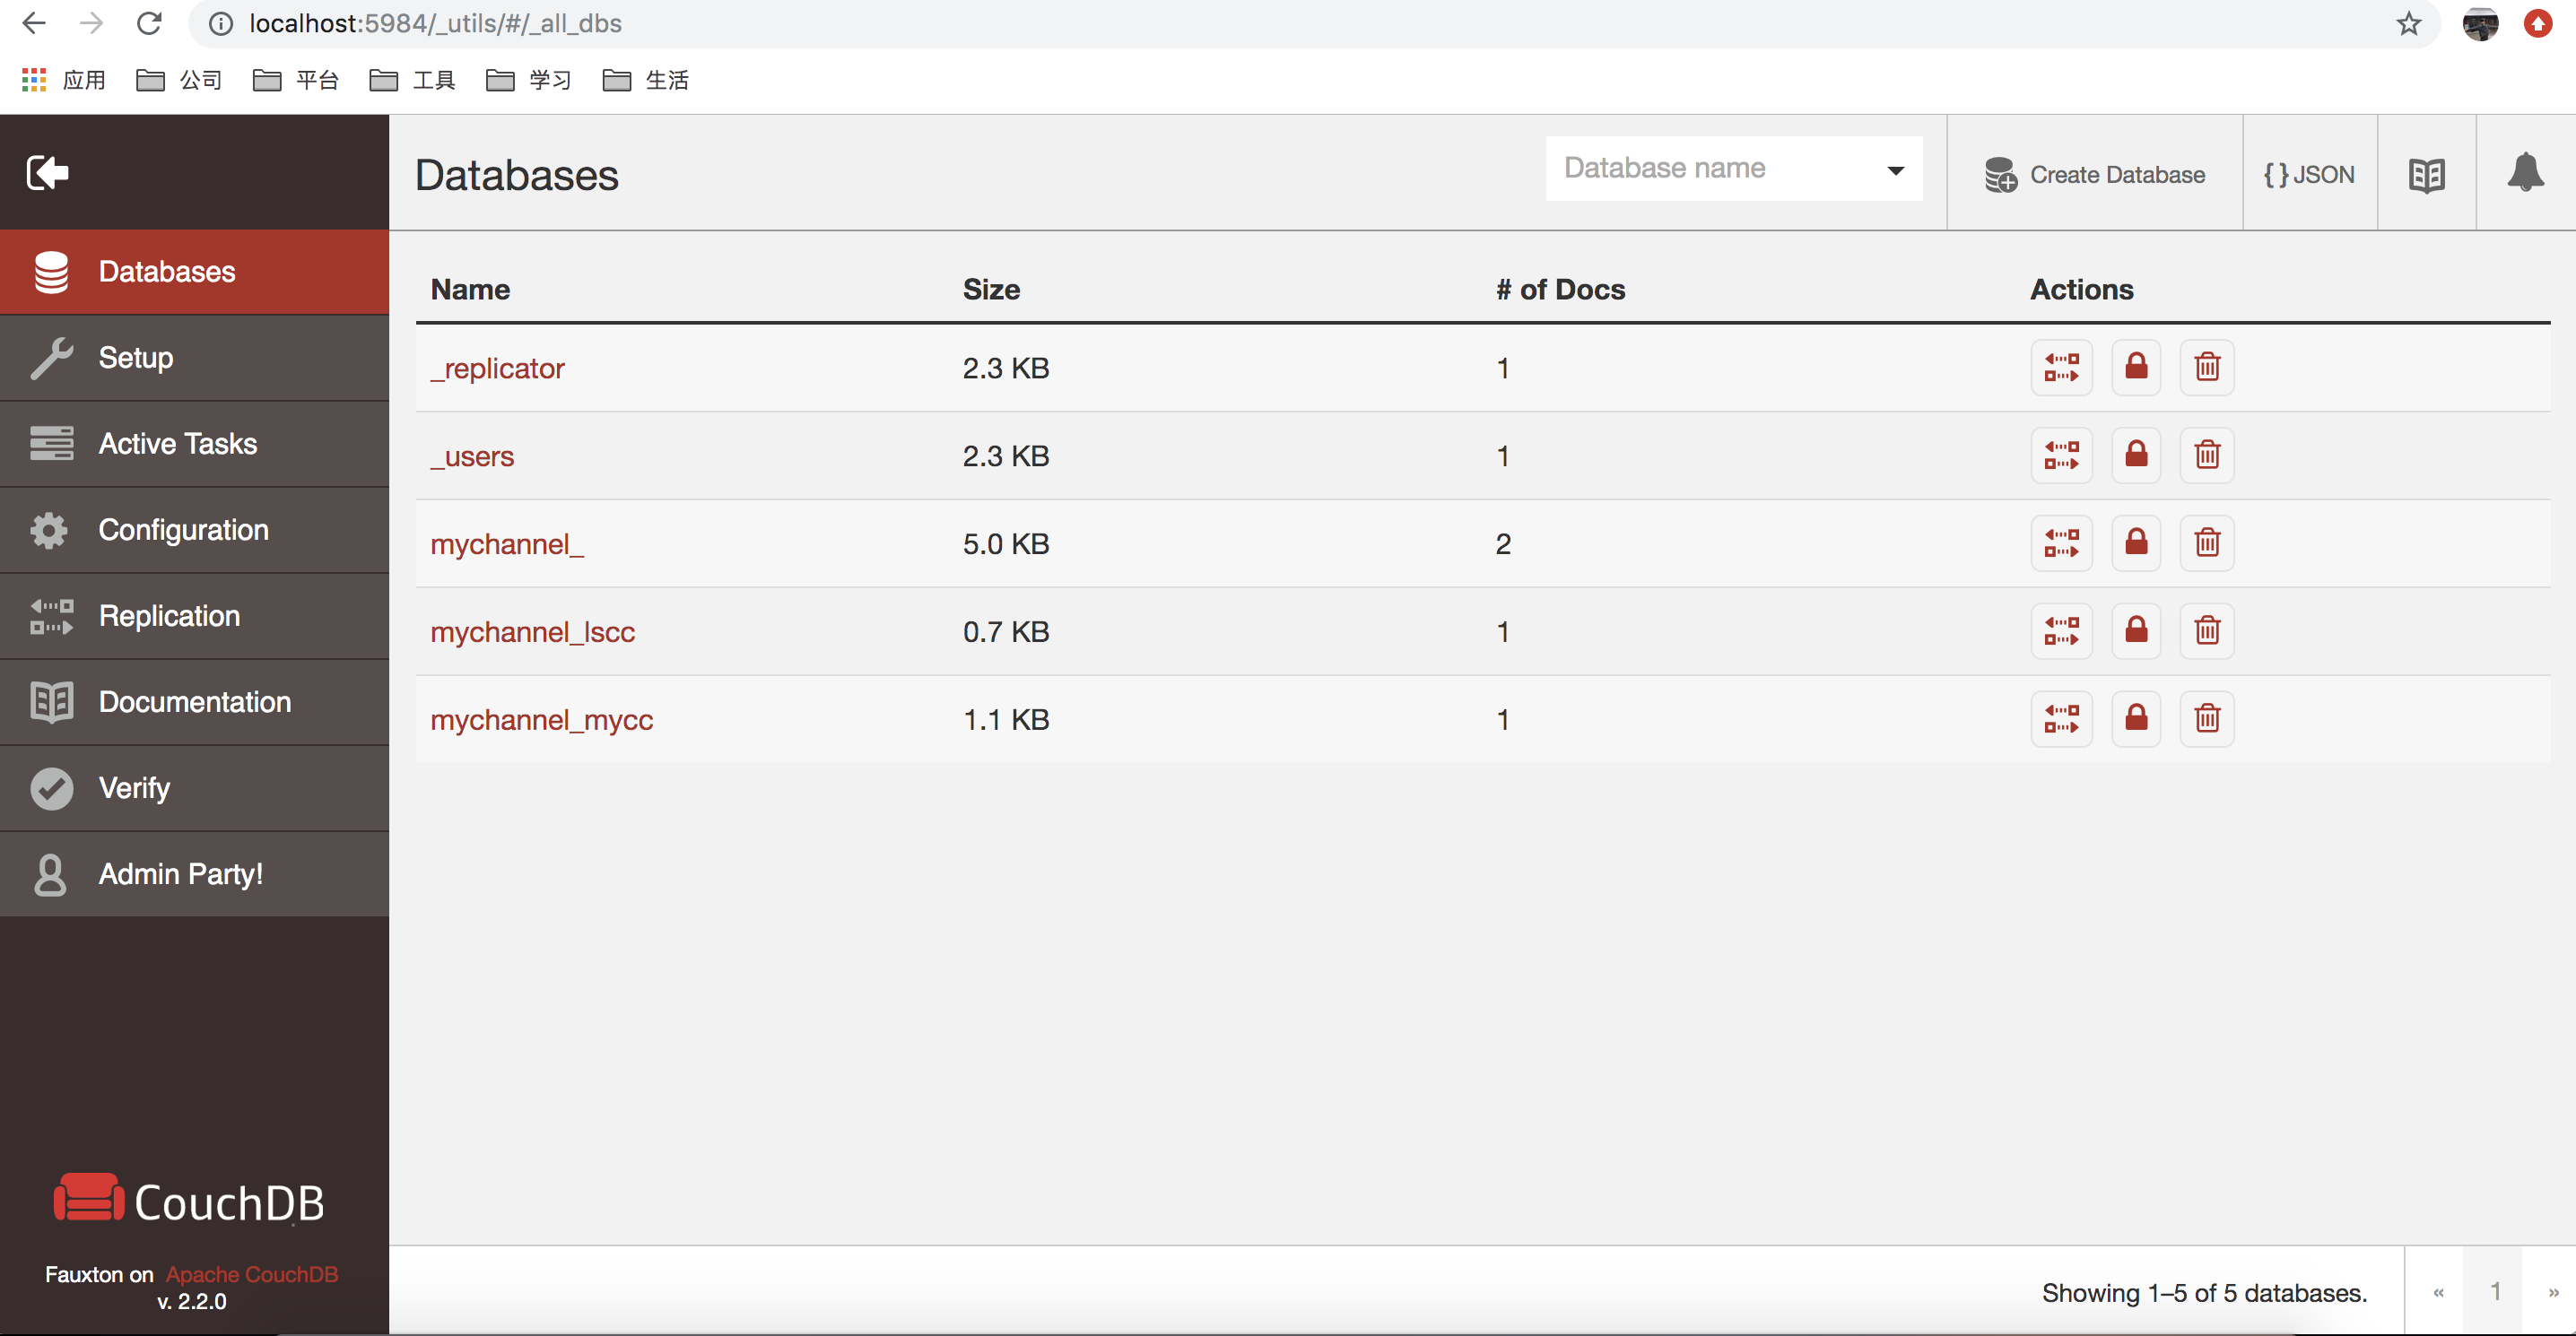 localhost:5984/_utils/#/_all_dbs
应用 公司 平台 工具 学习 生活
Databases
Database name
Create Database
{ } JSON
Databases
Setup
Active Tasks
Configuration
Replication
Documentation
Verify
Admin Party!
Name Size # of Docs Actions
_replicator 2.3 KB 1
_users 2.3 KB 1
mychannel_ 5.0 KB 2
mychannel_lscc 0.7 KB 1
mychannel_mycc 1.1 KB 1
CouchDB
Fauxton on Apache CouchDB
v. 2.2.0
Showing 1–5 of 5 databases.
« 1 »